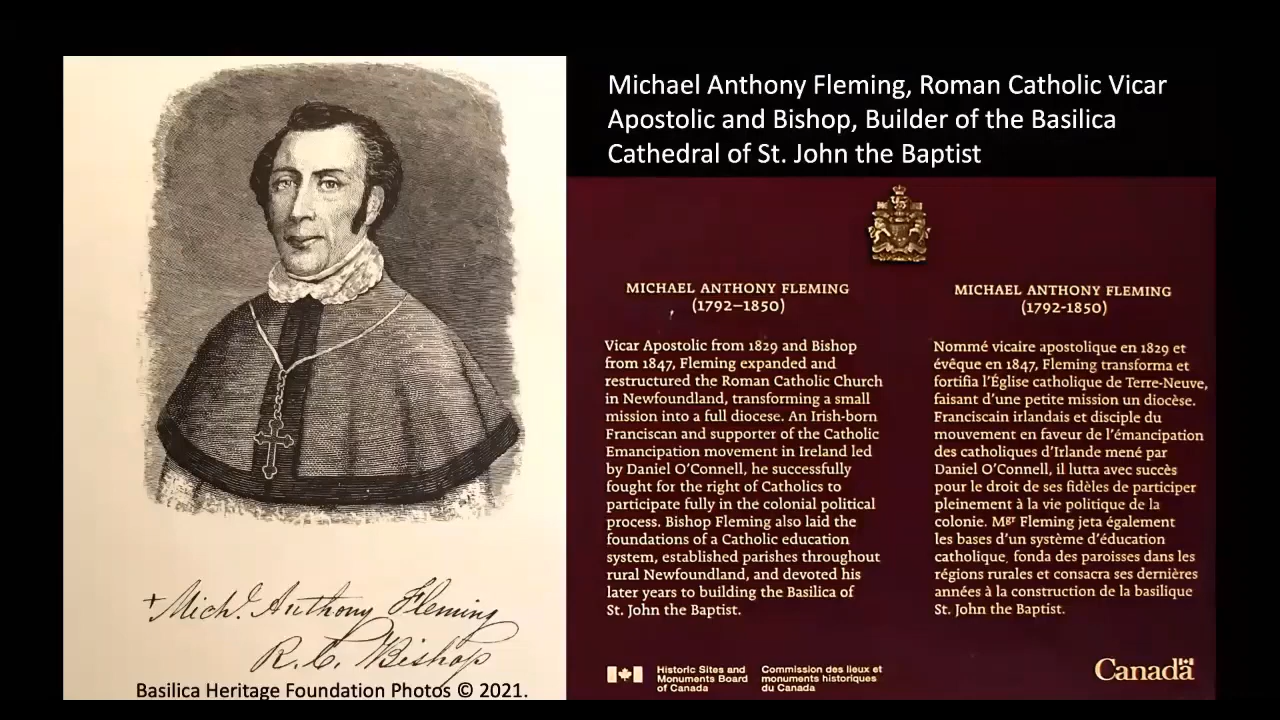 Michael Anthony Fleming, Roman Catholic Vicar
Apostolic and Bishop, Builder of the Basilica
Cathedral of St. John the Baptist
MICHAEL ANTHONY FLEMING
(1792–1850)
Vicar Apostolic from 1829 and Bishop
from 1847, Fleming expanded and
restructured the Roman Catholic Church
in Newfoundland, transforming a small
mission into a full diocese. An Irish-born
Franciscan and supporter of the Catholic
Emancipation movement in Ireland led
by Daniel O'Connell, he successfully
fought for the right of Catholics to
participate fully in the colonial political
process. Bishop Fleming also laid the
foundations of a Catholic education
system, established parishes throughout
rural Newfoundland, and devoted his
later years to building the Basilica of
St. John the Baptist.
MICHAEL ANTHONY FLEMING
(1792-1850)
Nommé vicaire apostolique en 1829 et
évêque en 1847, Fleming transforma et
fortifia l'Église catholique de Terre-Neuve,
faisant d'une petite mission un diocèse.
Franciscain irlandais et disciple du
mouvement en faveur de l'émancipation
des catholiques d'Irlande mené par
Daniel O'Connell, il lutta avec succès
pour le droit de ses fidèles de participer
pleinement à la vie politique de la
colonie. Mgr Fleming jeta également
les bases d'un système d'éducation
catholique, fonda des paroisses dans les
régions rurales et consacra ses dernières
années à la construction de la basilique
St. John the Baptist.
Historic Sites and
Monuments Board
of Canada
Commission des lieux et
monuments historiques
du Canada
Canada
+Michl. Anthony Fleming
R. C. Bishop
Basilica Heritage Foundation Photos © 2021.